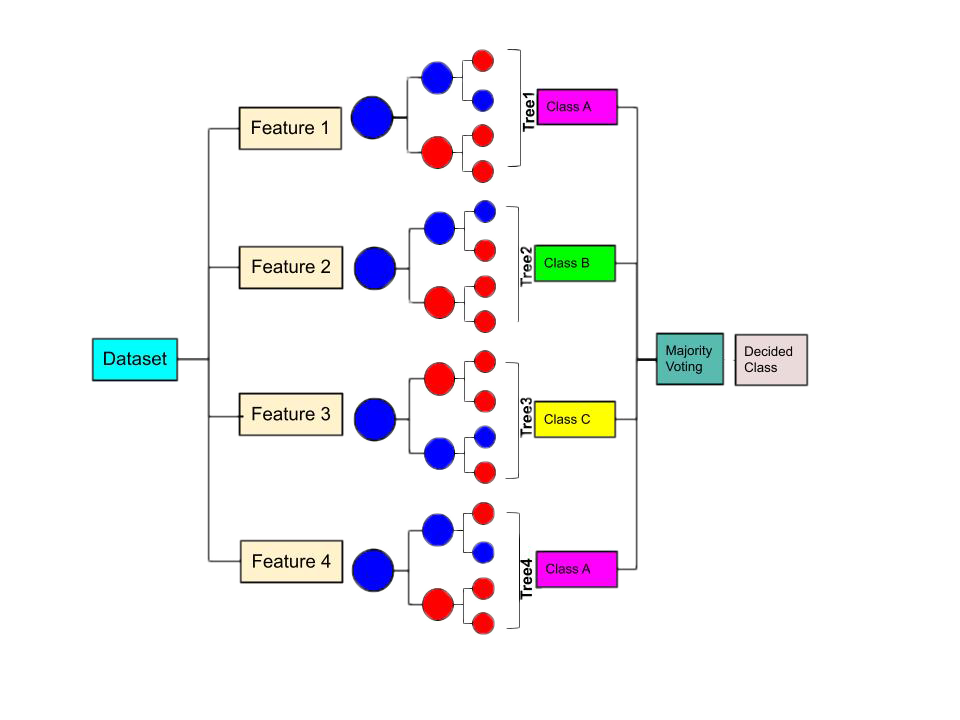 Dataset
Feature 1
Tree1
Class A
Feature 2
Tree2
Class B
Feature 3
Tree3
Class C
Feature 4
Tree4
Class A
Majority
Voting
Decided
Class